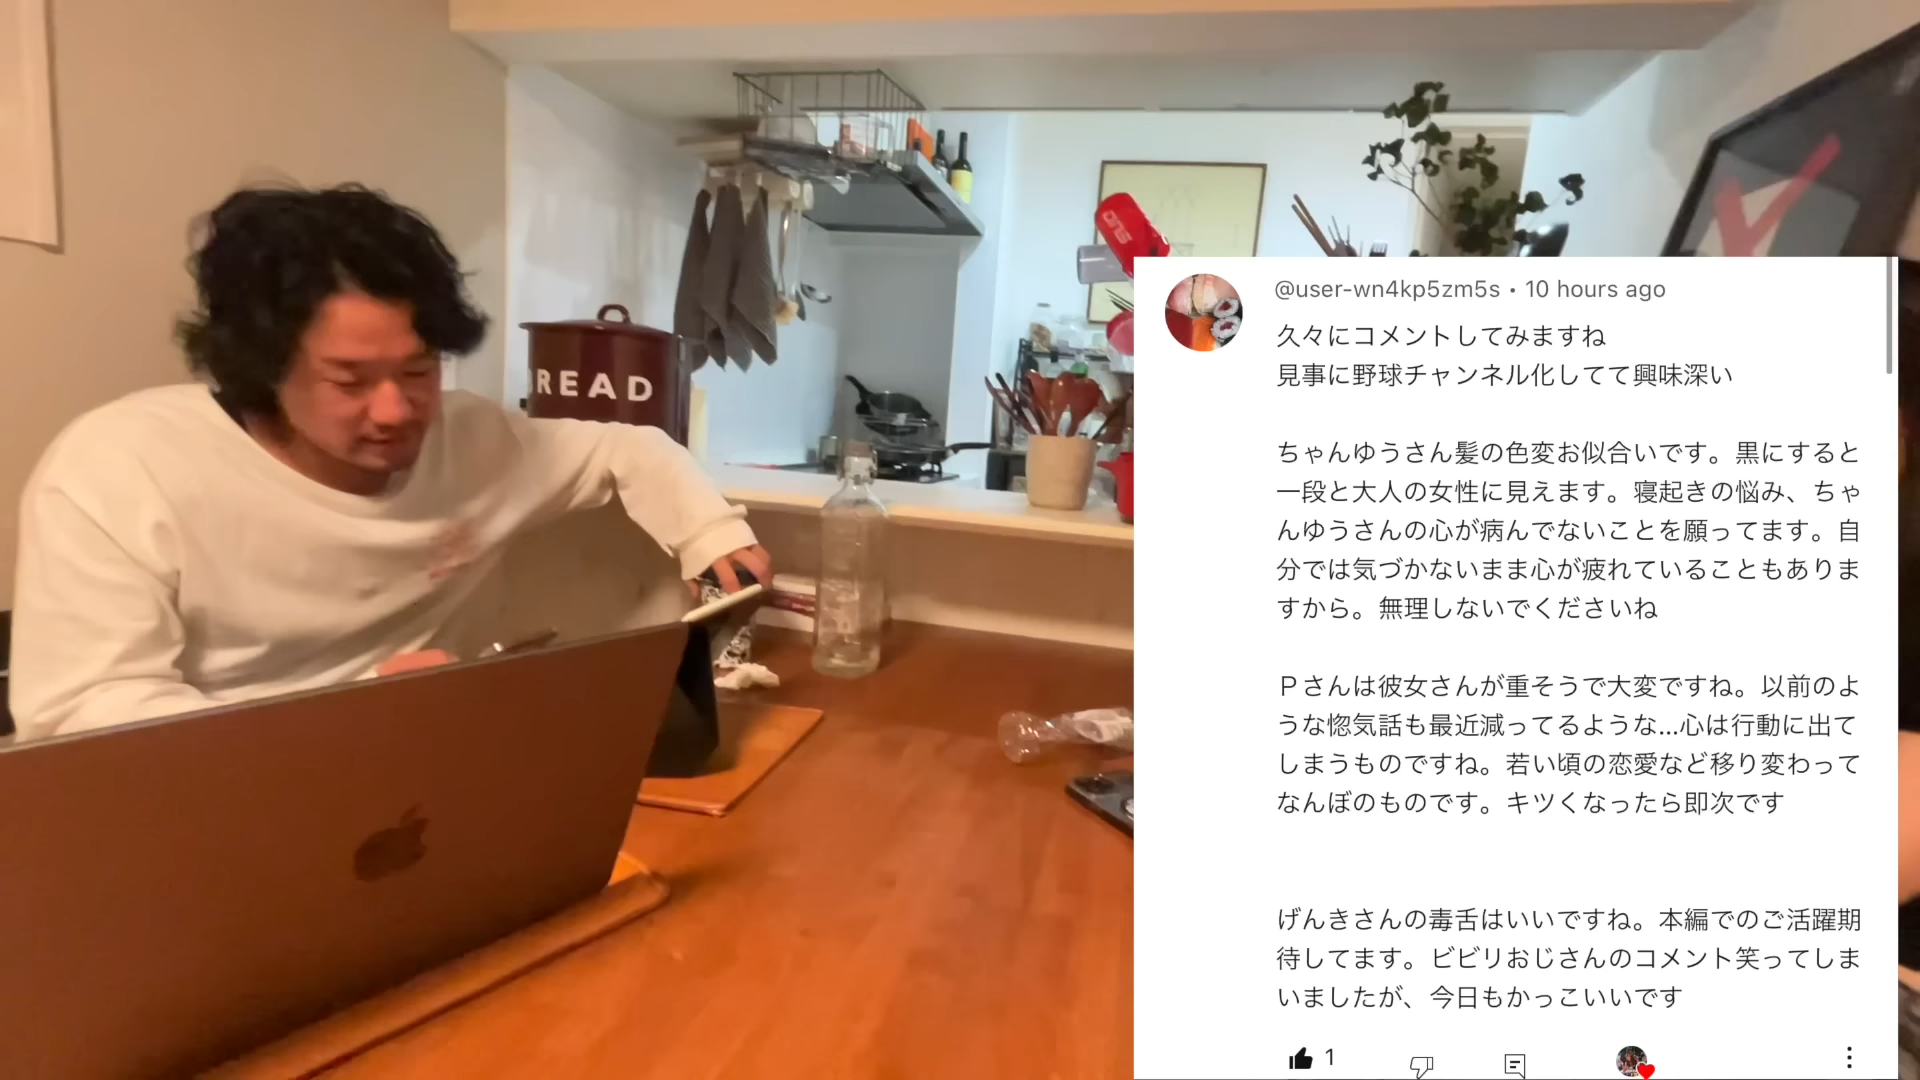 READ
@user-wn4kp5zm5s • 10 hours ago
久々にコメントしてみますね
見事に野球チャンネル化してて興味深い
ちゃんゆうさん髪の色変お似合いです。黒にすると
一段と大人の女性に見えます。寝起きの悩み、ちゃ
んゆうさんの心が病んでないことを願ってます。自
分では気づかないまま心が疲れていることもありま
すから。無理しないでくださいね
Ｐさんは彼女さんが重そうで大変ですね。以前のよ
うな惚気話も最近減ってるような...心は行動に出て
しまうものですね。若い頃の恋愛など移り変わって
なんぼのものです。キツくなったら即次です
げんきさんの毒舌はいいですね。本編でのご活躍期
待してます。ビビリおじさんのコメント笑ってしま
いましたが、今日もかっこいいです
1